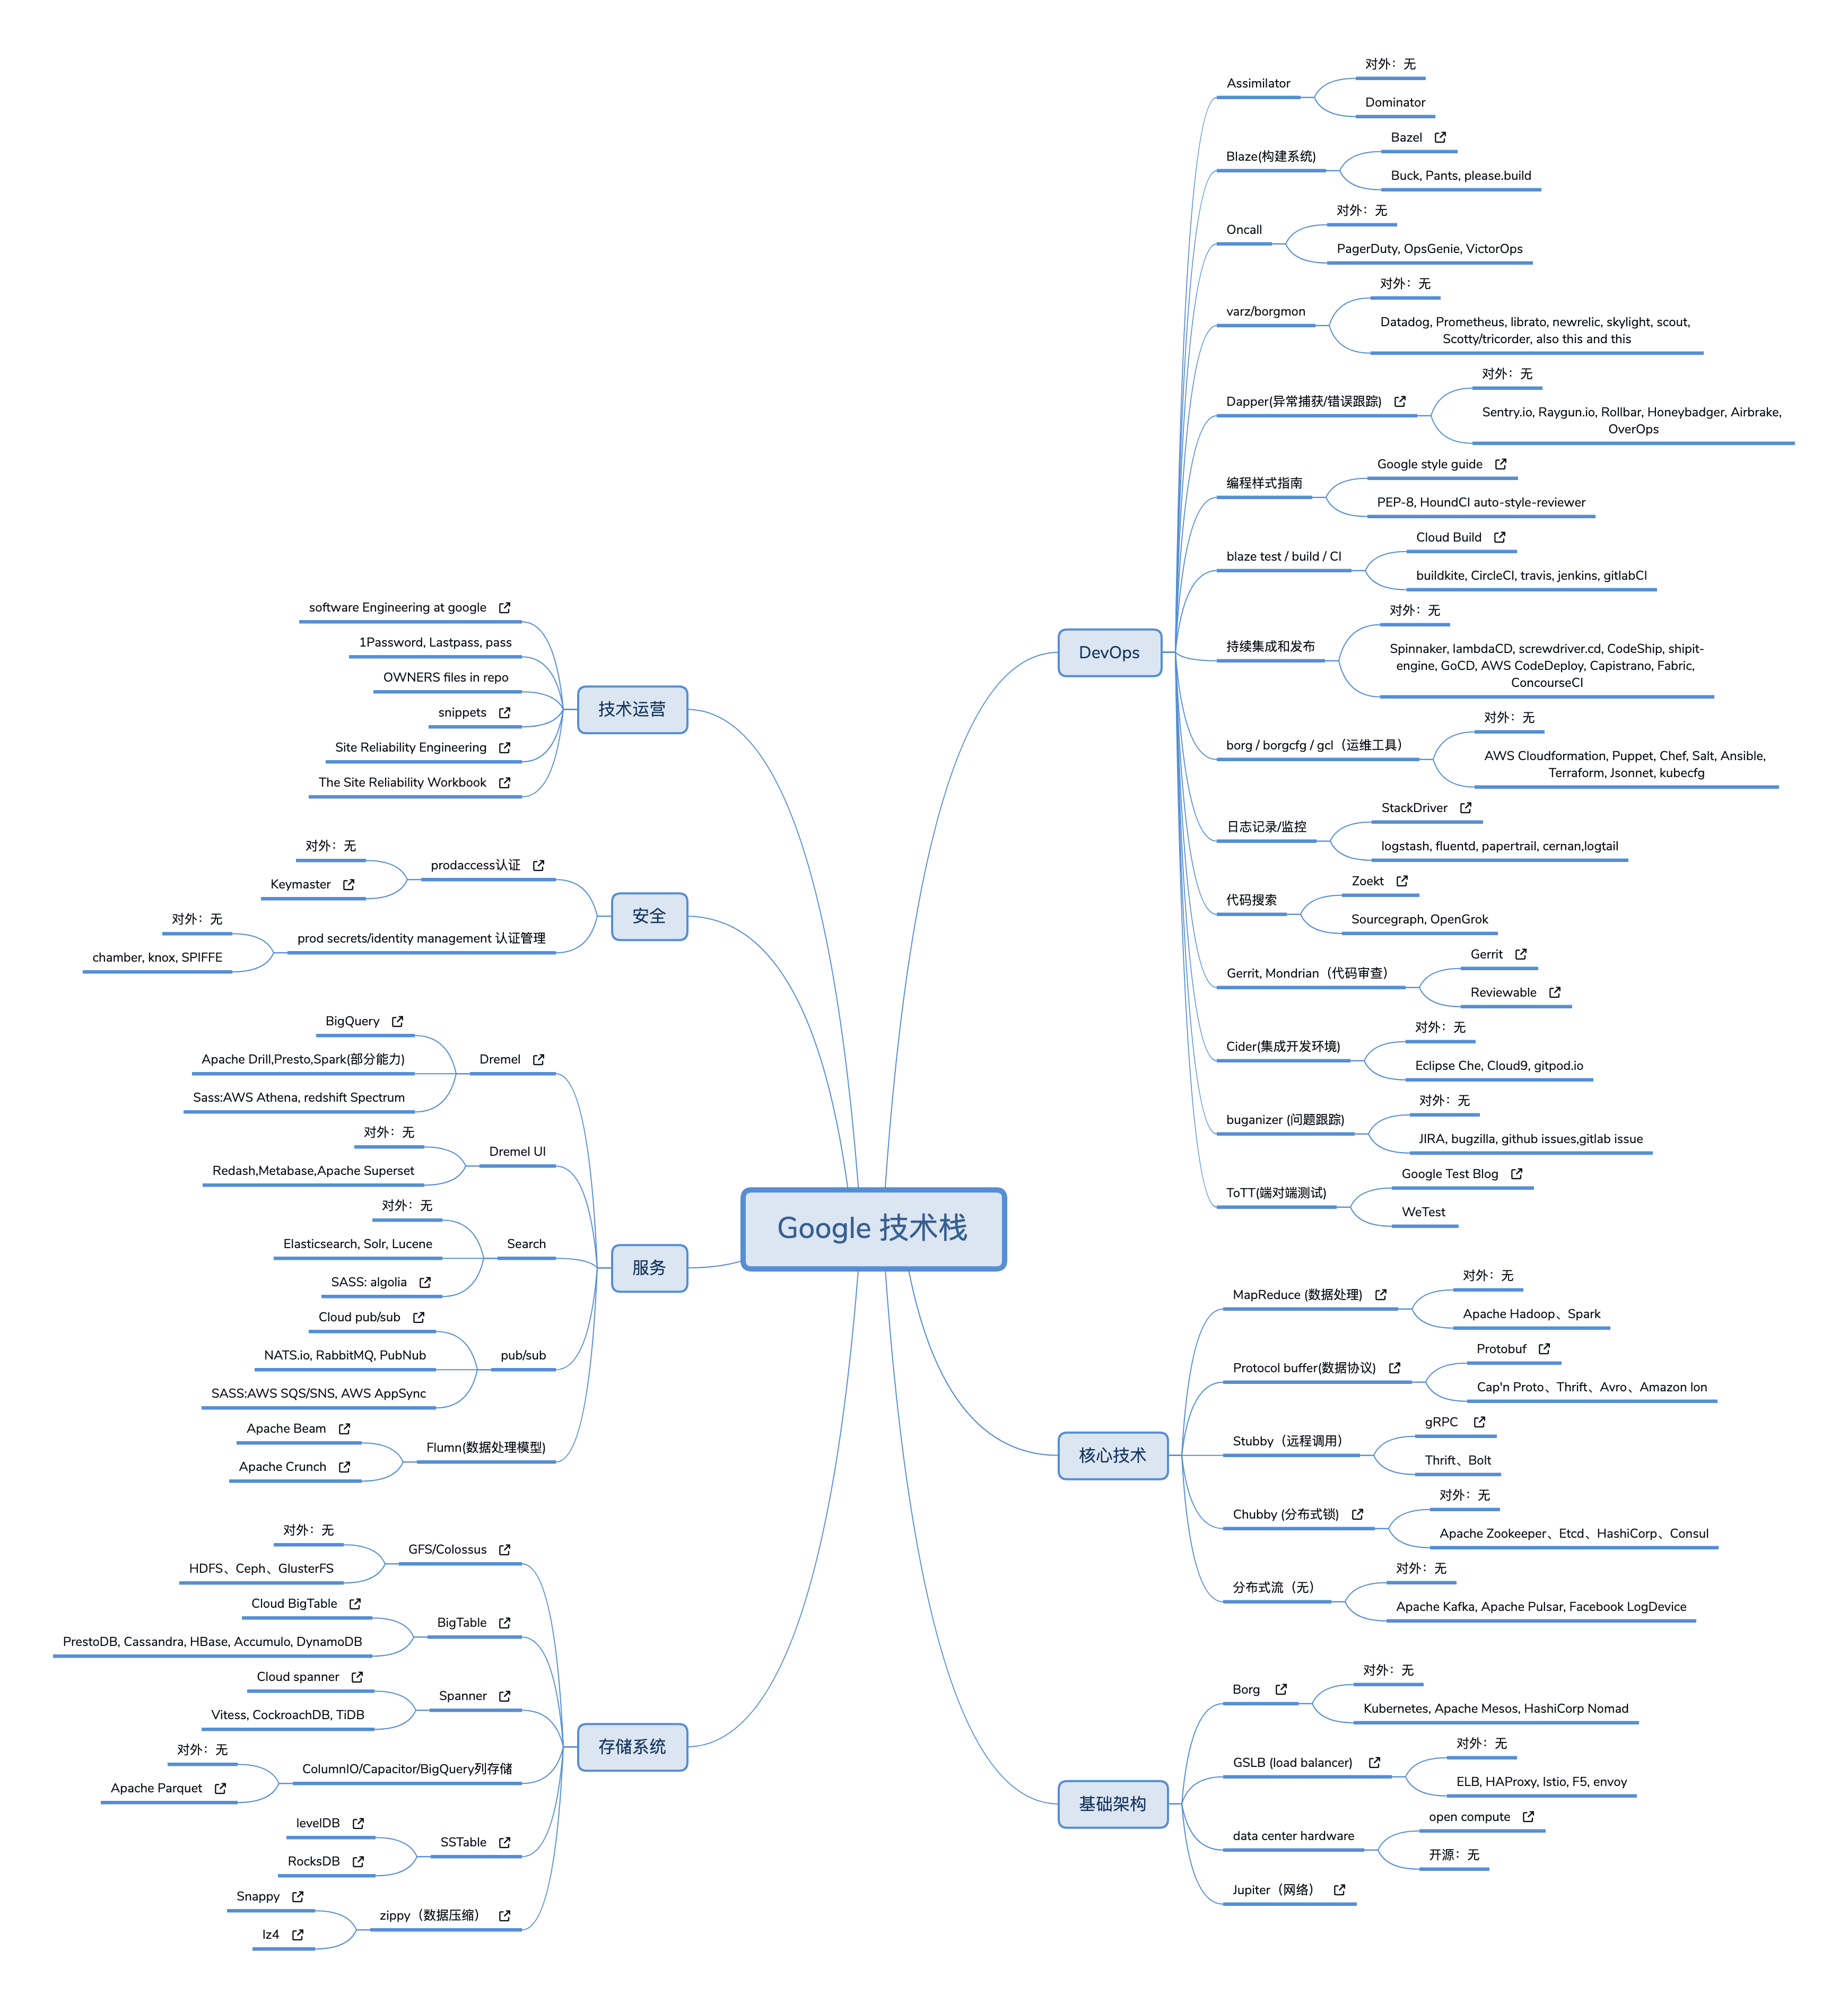 Google 技术栈
DevOps
Assimilator
对外：无
Dominator
Blaze(构建系统)
Bazel
Buck, Pants, please.build
Oncall
对外：无
PagerDuty, OpsGenie, VictorOps
varz/borgmon
对外：无
Datadog, Prometheus, librato, newrelic, skylight, scout,
Scotty/tricorder, also this and this
Dapper(异常捕获/错误跟踪)
对外：无
Sentry.io, Raygun.io, Rollbar, Honeybadger, Airbrake,
OverOps
编程样式指南
Google style guide
PEP-8, HoundCI auto-style-reviewer
blaze test / build / CI
Cloud Build
buildkite, CircleCI, travis, jenkins, gitlabCI
持续集成和发布
对外：无
Spinnaker, lambdaCD, screwdriver.cd, CodeShip, shipit-
engine, GoCD, AWS CodeDeploy, Capistrano, Fabric,
ConcourseCI
borg / borgcfg / gcl（运维工具）
对外：无
AWS Cloudformation, Puppet, Chef, Salt, Ansible,
Terraform, Jsonnet, kubecfg
日志记录/监控
StackDriver
logstash, fluentd, papertrail, cernan,logtail
代码搜索
Zoekt
Sourcegraph, OpenGrok
Gerrit, Mondrian（代码审查）
Gerrit
Reviewable
Cider(集成开发环境)
对外：无
Eclipse Che, Cloud9, gitpod.io
buganizer (问题跟踪)
对外：无
JIRA, bugzilla, github issues,gitlab issue
ToTT(端对端测试)
Google Test Blog
WeTest
核心技术
MapReduce (数据处理)
对外：无
Apache Hadoop、Spark
Protocol buffer(数据协议)
Protobuf
Cap'n Proto、Thrift、Avro、Amazon Ion
Stubby（远程调用）
gRPC
Thrift、Bolt
Chubby (分布式锁)
对外：无
Apache Zookeeper、Etcd、HashiCorp、Consul
分布式流（无）
对外：无
Apache Kafka, Apache Pulsar, Facebook LogDevice
基础架构
Borg
对外：无
Kubernetes, Apache Mesos, HashiCorp Nomad
GSLB (load balancer)
对外：无
ELB, HAProxy, Istio, F5, envoy
data center hardware
open compute
开源：无
Jupiter（网络）
技术运营
software Engineering at google
1Password, Lastpass, pass
OWNERS files in repo
snippets
Site Reliability Engineering
The Site Reliability Workbook
安全
prodaccess认证
对外：无
Keymaster
prod secrets/identity management 认证管理
对外：无
chamber, knox, SPIFFE
服务
Dremel
BigQuery
Apache Drill,Presto,Spark(部分能力)
Sass:AWS Athena, redshift Spectrum
Dremel UI
对外：无
Redash,Metabase,Apache Superset
Search
对外：无
Elasticsearch, Solr, Lucene
SASS: algolia
pub/sub
Cloud pub/sub
NATS.io, RabbitMQ, PubNub
SASS:AWS SQS/SNS, AWS AppSync
Flumn(数据处理模型)
Apache Beam
Apache Crunch
存储系统
GFS/Colossus
对外：无
HDFS、Ceph、GlusterFS
BigTable
Cloud BigTable
PrestoDB, Cassandra, HBase, Accumulo, DynamoDB
Spanner
Cloud spanner
Vitess, CockroachDB, TiDB
ColumnIO/Capacitor/BigQuery列存储
对外：无
Apache Parquet
SSTable
levelDB
RocksDB
zippy（数据压缩）
Snappy
lz4